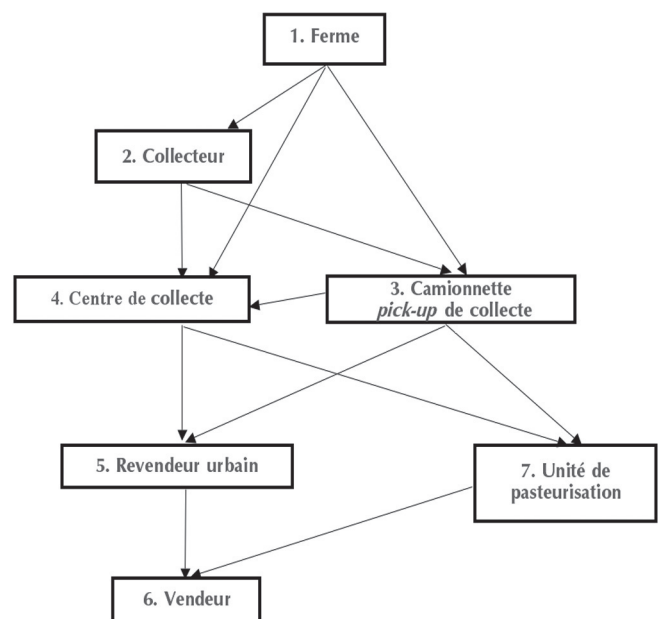 1. Ferme
2. Collecteur
4. Centre de collecte
3. Camionnette
pick-up de collecte
5. Revendeur urbain
7. Unité de
pasteurisation
6. Vendeur